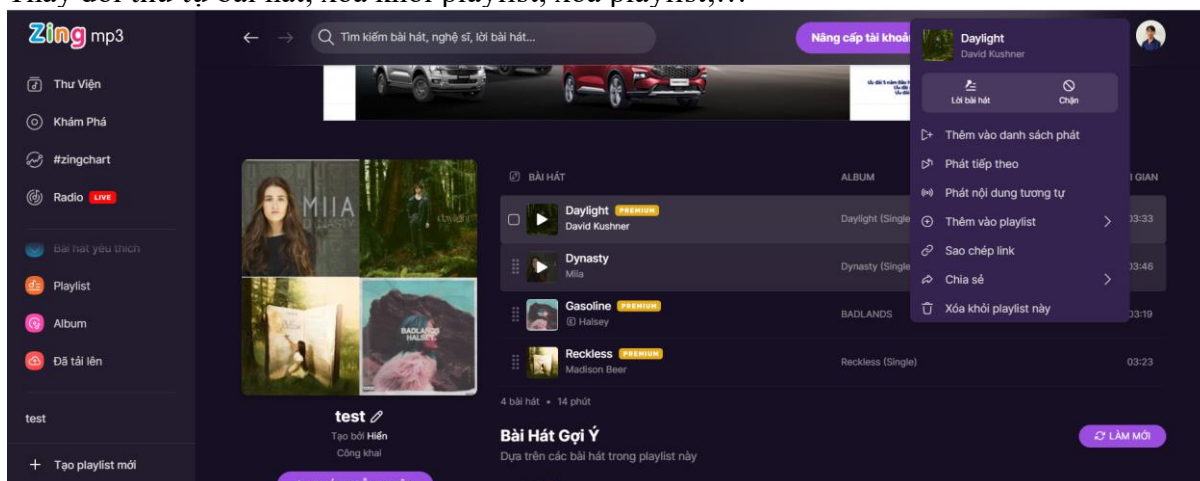 Thay đổi thứ tự bài hát, xóa khỏi playlist, xóa playlist,…
Zing mp3
Tìm kiếm bài hát, nghệ sĩ, lời bài hát...
Nâng cấp tài khoản
Thư Viện
Khám Phá
#zingchart
Radio LIVE
Bài hát yêu thích
Playlist
Album
Đã tải lên
test
+ Tạo playlist mới
MIIA
DYNASTY
daylight
BADLANDS
HALSEY
test
Tạo bởi Hiển
Công khai
BÀI HÁT ALBUM I GIAN
Daylight PREMIUM
David Kushner
Daylight (Single
03:33
Dynasty
Miia
Dynasty (Single
03:46
Gasoline PREMIUM
E Halsey
BADLANDS
03:19
Reckless PREMIUM
Madison Beer
Reckless (Single)
03:23
4 bài hát • 14 phút
Bài Hát Gợi Ý
Dựa trên các bài hát trong playlist này
LÀM MỚI
Daylight
David Kushner
Lời bài hát
Chặn
Thêm vào danh sách phát
Phát tiếp theo
Phát nội dung tương tự
Thêm vào playlist
Sao chép link
Chia sẻ
Xóa khỏi playlist này